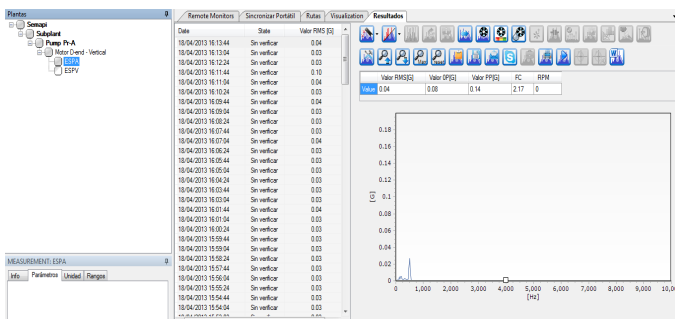 Plantas
Semapi
Subplant
Pump Pr-A
Motor D-end - Vertical
ESPA
ESPV
MEASUREMENT: ESPA
Info Parámetros Unidad Rangos
Remote Monitors Sincronizar Portátil Rutas Visualization Resultados
Date State Valor RMS [G]
18/04/2013 16:13:44 Sin verificar 0.04
18/04/2013 16:13:04 Sin verificar 0.03
18/04/2013 16:12:24 Sin verificar 0.03
18/04/2013 16:11:44 Sin verificar 0.10
18/04/2013 16:11:04 Sin verificar 0.04
18/04/2013 16:10:24 Sin verificar 0.03
18/04/2013 16:09:44 Sin verificar 0.04
18/04/2013 16:09:04 Sin verificar 0.04
18/04/2013 16:08:24 Sin verificar 0.03
18/04/2013 16:07:44 Sin verificar 0.03
18/04/2013 16:07:04 Sin verificar 0.04
18/04/2013 16:06:24 Sin verificar 0.03
18/04/2013 16:05:44 Sin verificar 0.03
18/04/2013 16:05:04 Sin verificar 0.03
18/04/2013 16:04:24 Sin verificar 0.03
18/04/2013 16:03:44 Sin verificar 0.03
18/04/2013 16:03:04 Sin verificar 0.03
18/04/2013 16:01:44 Sin verificar 0.04
18/04/2013 16:01:04 Sin verificar 0.03
18/04/2013 16:00:24 Sin verificar 0.03
18/04/2013 15:59:44 Sin verificar 0.03
18/04/2013 15:59:04 Sin verificar 0.03
18/04/2013 15:58:24 Sin verificar 0.03
18/04/2013 15:57:44 Sin verificar 0.03
18/04/2013 15:56:04 Sin verificar 0.03
18/04/2013 15:55:24 Sin verificar 0.03
18/04/2013 15:54:44 Sin verificar 0.03
18/04/2013 15:54:04 Sin verificar 0.03
Valor RMS[G] Valor 0P[G] Valor PP[G] FC RPM
Value 0.04 0.08 0.14 2.17 0
0.18
0.16
0.14
0.12
0.1
0.08
0.06
0.04
0.02
0
[G]
0 1,000 2,000 3,000 4,000 5,000 6,000 7,000 8,000 9,000 10,0
[Hz]